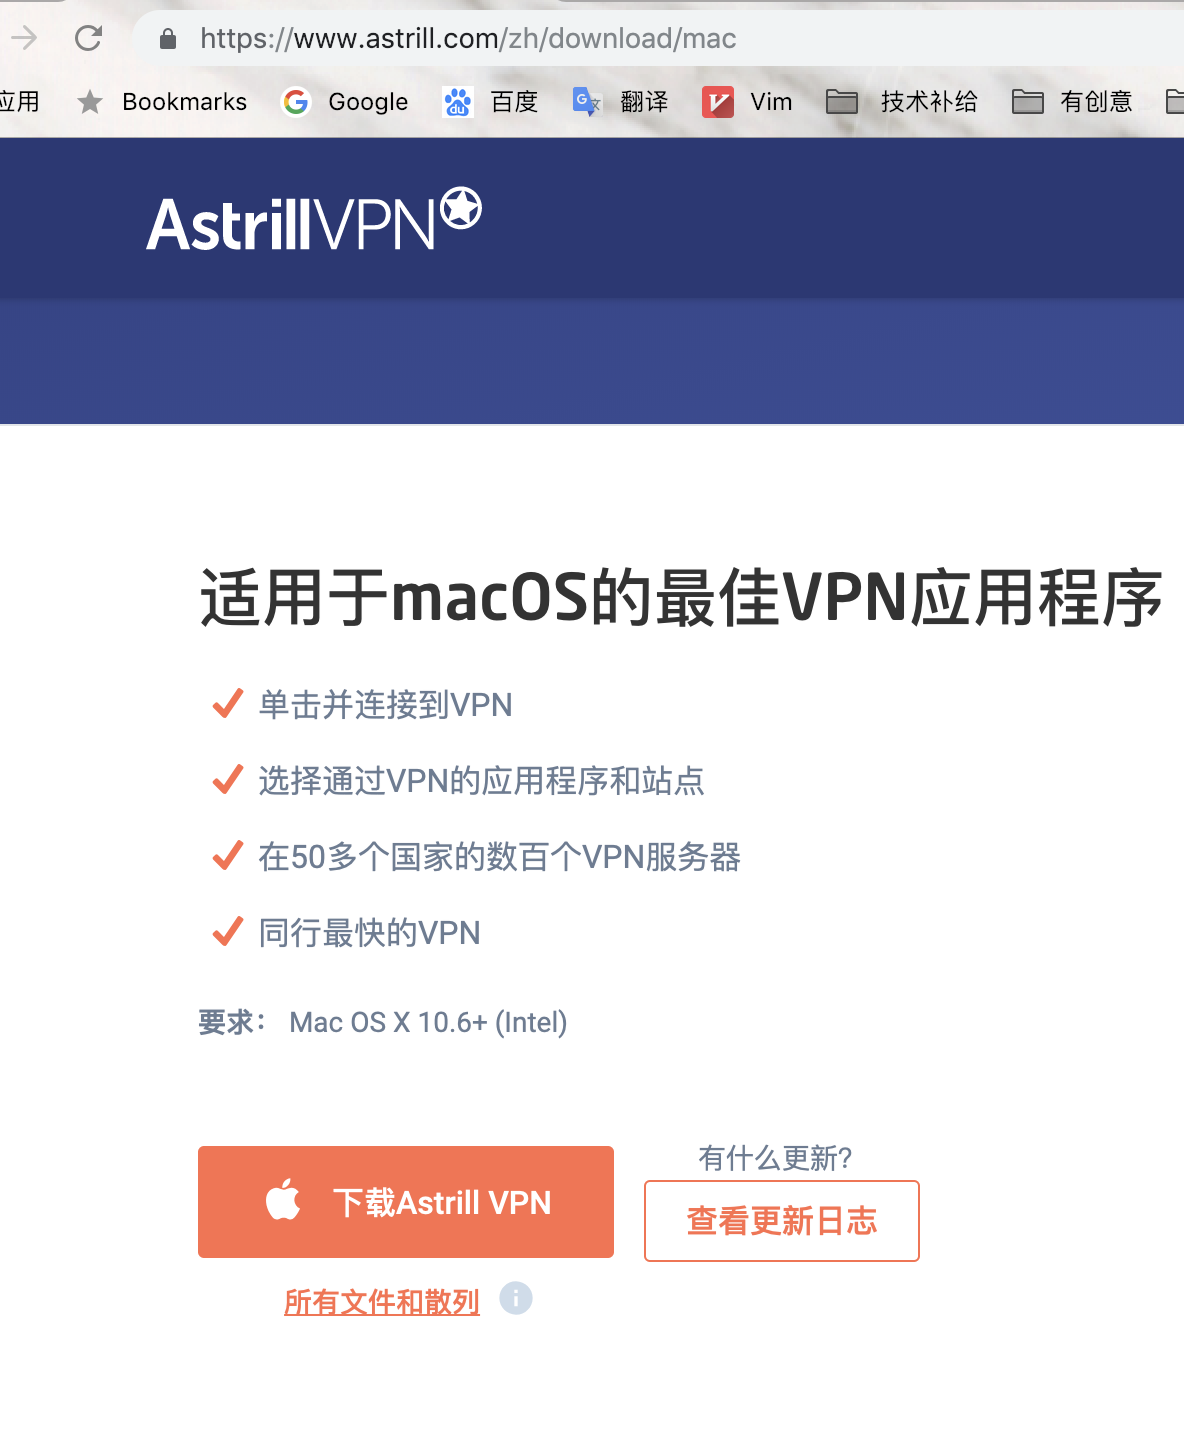 https://www.astrill.com/zh/download/mac
应用 Bookmarks Google 百度 翻译 Vim 技术补给 有创意
AstrillVPN
适用于macOS的最佳VPN应用程序
单击并连接到VPN
选择通过VPN的应用程序和站点
在50多个国家的数百个VPN服务器
同行最快的VPN
要求： Mac OS X 10.6+ (Intel)
有什么更新?
下载Astrill VPN
查看更新日志
所有文件和散列